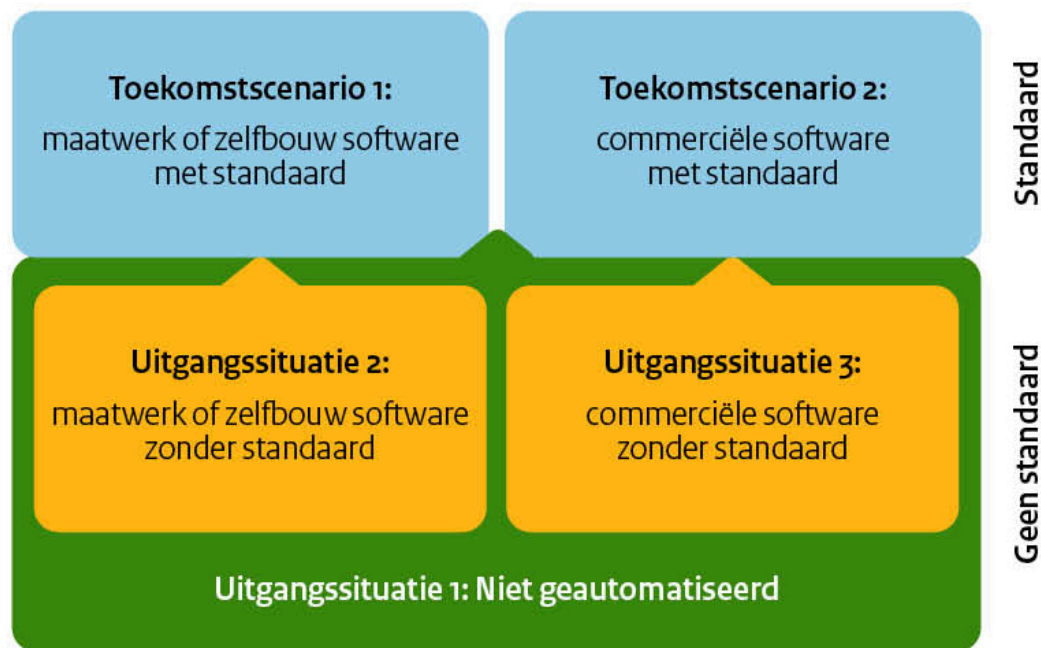 Toekomstscenario 1:
maatwerk of zelfbouw software
met standaard
Toekomstscenario 2:
commerciële software
met standaard
Standaard
Uitgangssituatie 2:
maatwerk of zelfbouw software
zonder standaard
Uitgangssituatie 3:
commerciële software
zonder standaard
Geen standaard
Uitgangssituatie 1: Niet geautomatiseerd